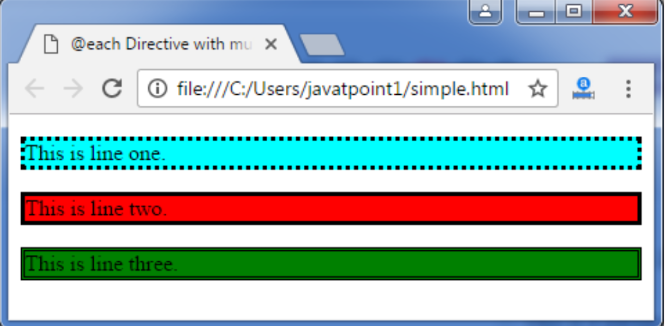 @each Directive with mu
file:///C:/Users/javatpoint1/simple.html
This is line one.
This is line two.
This is line three.